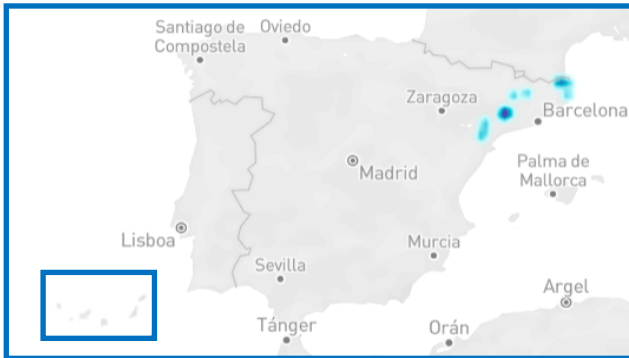 Santiago de
Compostela
Oviedo
Zaragoza
Barcelona
Madrid
Palma de
Mallorca
Lisboa
Murcia
Sevilla
Argel
Tánger
Orán